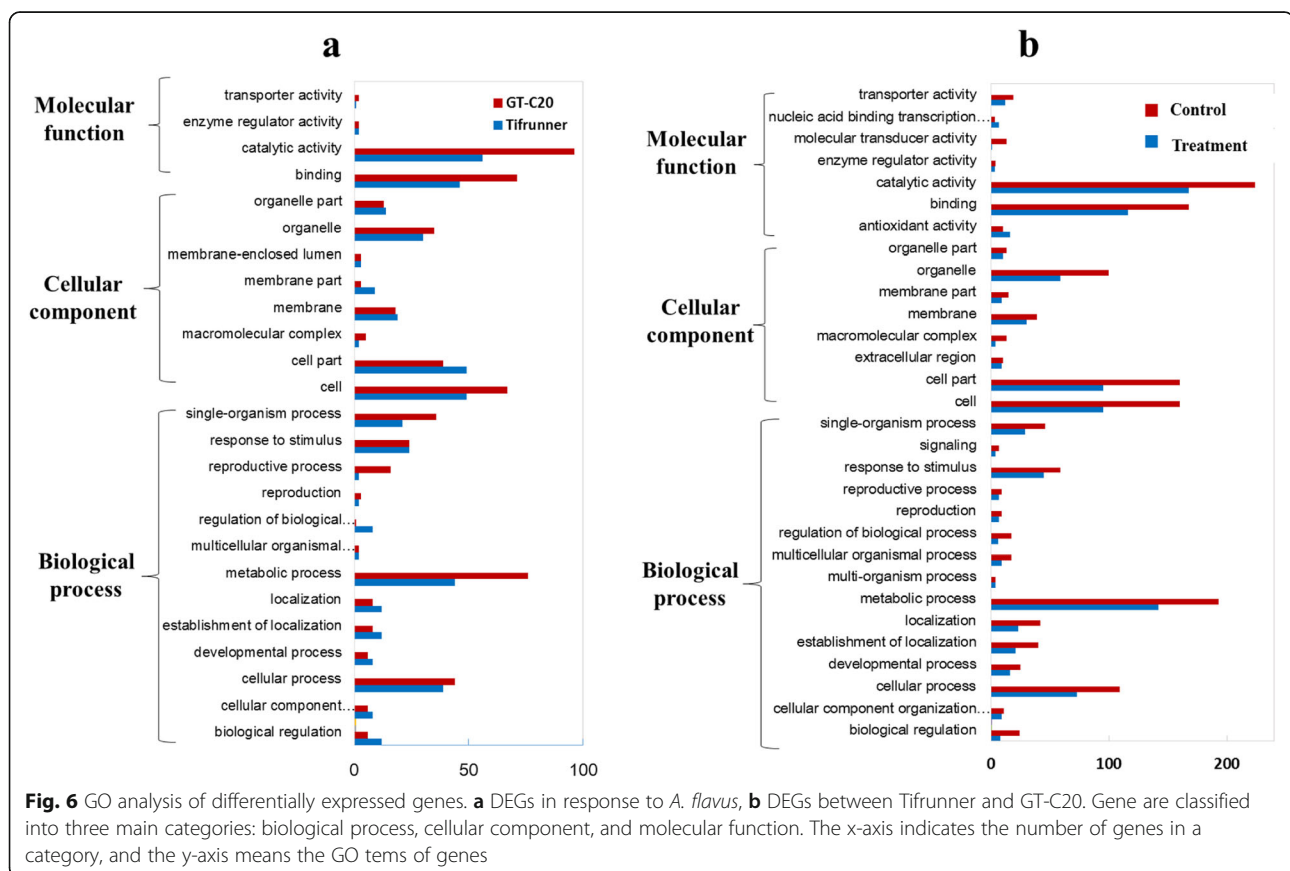 a
Molecular
function
transporter activity
enzyme regulator activity
catalytic activity
binding
Cellular
component
organelle part
organelle
membrane-enclosed lumen
membrane part
membrane
macromolecular complex
cell part
cell
Biological
process
single-organism process
response to stimulus
reproductive process
reproduction
regulation of biological...
multicellular organismal...
metabolic process
localization
establishment of localization
developmental process
cellular process
cellular component...
biological regulation
GT-C20
Tifrunner
0 50 100
b
Molecular
function
transporter activity
nucleic acid binding transcription...
molecular transducer activity
enzyme regulator activity
catalytic activity
binding
antioxidant activity
Cellular
component
organelle part
organelle
membrane part
membrane
macromolecular complex
extracellular region
cell part
cell
Biological
process
single-organism process
signaling
response to stimulus
reproductive process
reproduction
regulation of biological process
multicellular organismal process
multi-organism process
metabolic process
localization
establishment of localization
developmental process
cellular process
cellular component organization...
biological regulation
Control
Treatment
0 100 200
Fig. 6 GO analysis of differentially expressed genes. a DEGs in response to A. flavus, b DEGs between Tifrunner and GT-C20. Gene are classified
into three main categories: biological process, cellular component, and molecular function. The x-axis indicates the number of genes in a
category, and the y-axis means the GO tems of genes